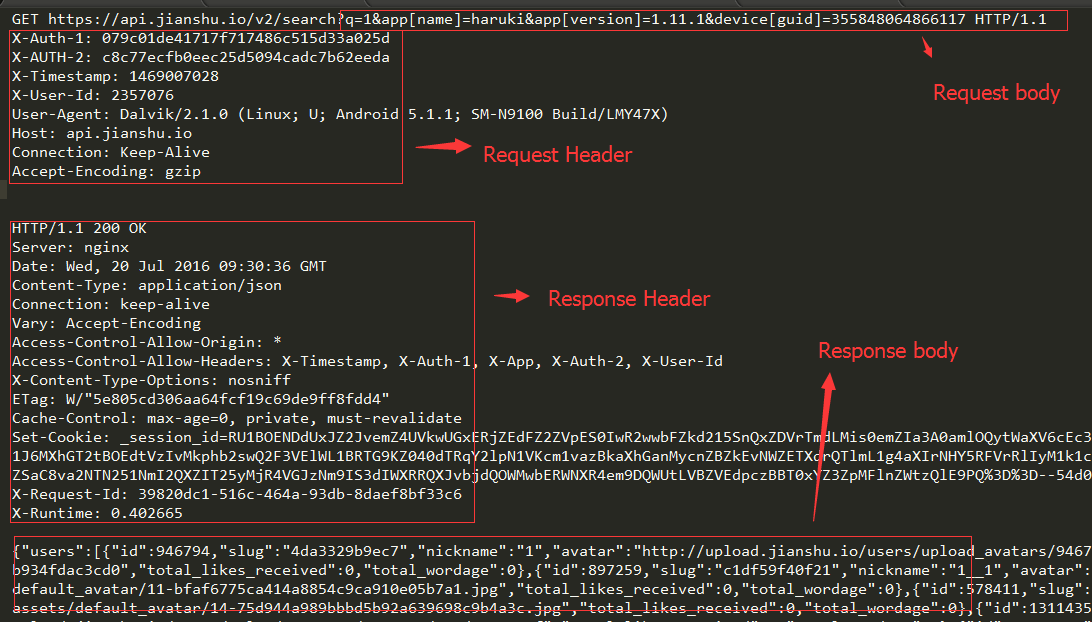 GET https://api.jianshu.io/v2/search?q=1&app[name]=haruki&app[version]=1.11.1&device[guid]=355848064866117 HTTP/1.1
X-Auth-1: 079c01de41717f717486c515d33a025d
X-AUTH-2: c8c77ecfb0eec25d5094cadc7b62eeda
X-Timestamp: 1469007028
Request body
X-User-Id: 2357076
User-Agent: Dalvik/2.1.0 (Linux; U; Android 5.1.1; SM-N9100 Build/LMY47X)
Host: api.jianshu.io
Connection: Keep-Alive
Request Header
Accept-Encoding: gzip
HTTP/1.1 200 OK
Server: nginx
Date: Wed, 20 Jul 2016 09:30:36 GMT
Content-Type: application/json
Response Header
Connection: keep-alive
Vary: Accept-Encoding
Access-Control-Allow-Origin: *
Response body
Access-Control-Allow-Headers: X-Timestamp, X-Auth-1, X-App, X-Auth-2, X-User-Id
X-Content-Type-Options: nosniff
ETag: W/"5e805cd306aa64fcf19c69de9ff8fdd4"
Cache-Control: max-age=0, private, must-revalidate
Set-Cookie: _session_id=RU1BOENDdUxJZ2JvemZ4UVkwUGxERjZEdFZ2ZVpES0IwR2wwbFZkd215SnQxZDVrTmdLMis0emZIa3A0amlOQytWaXV6cEc3
1J6MXhGT2tBOEdtVzIvMkphb2swQ2F3VElWL1BRTG9KZ040dTRqY2lpN1VKcm1vazBkaXhGanMycnZBZkEvNWZETXdrQTlmL1g4aXIrNHY5RFVrRlIyM1k1c
ZSaC8va2NTN251NmI2QXZIT25yMjR4VGJzNm9IS3dIWXRRQXJvbjdQOWMwbERWNXR4em9DQWUtLVBZVEdpczBBT0xYZ3ZpMFlnZWtzQlE9PQ%3D%3D--54d0
X-Request-Id: 39820dc1-516c-464a-93db-8daef8bf33c6
X-Runtime: 0.402665
{"users":[{"id":946794,"slug":"4da3329b9ec7","nickname":"1","avatar":"http://upload.jianshu.io/users/upload_avatars/9467
b934fdac3cd0","total_likes_received":0,"total_wordage":0},{"id":897259,"slug":"c1df59f40f21","nickname":"1__1","avatar":
default_avatar/11-bfaf6775ca414a8854c9ca910e05b7a1.jpg","total_likes_received":0,"total_wordage":0},{"id":578411,"slug":
assets/default_avatar/14-75d944a989bbbd5b92a639698c9b4a3c.jpg","total_likes_received":0,"total_wordage":0},{"id":1311435